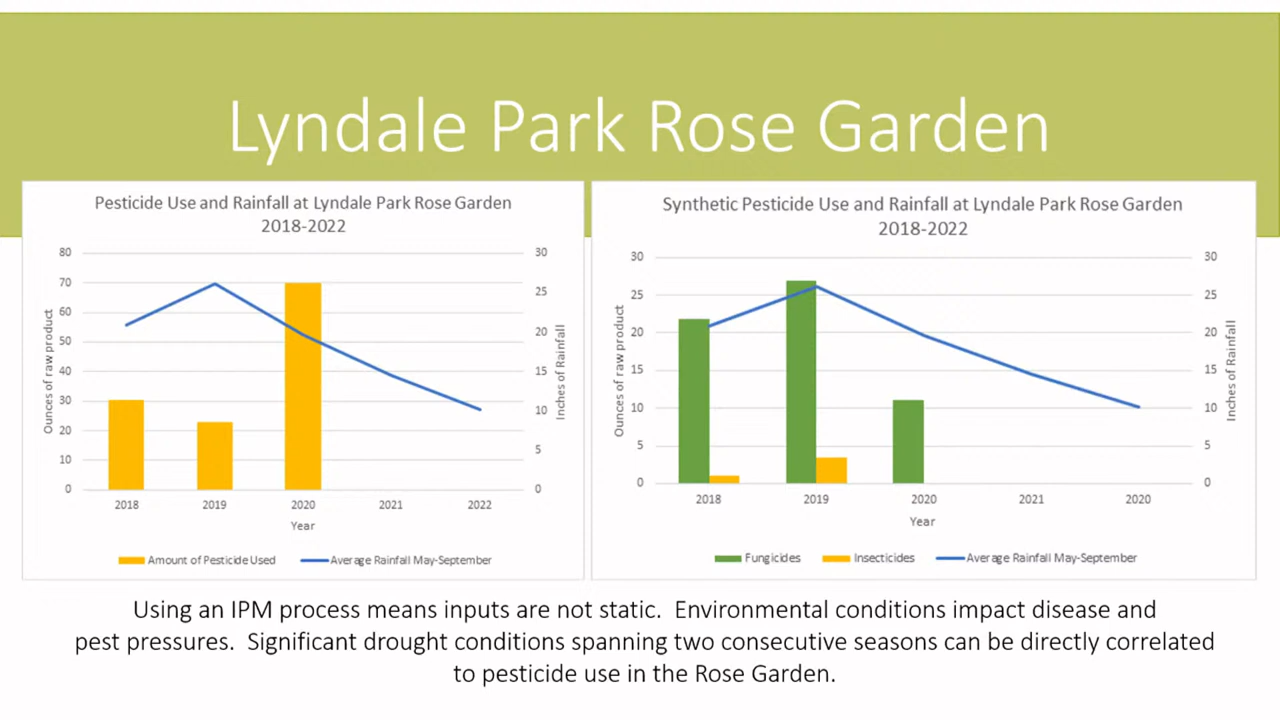 Lyndale Park Rose Garden
Pesticide Use and Rainfall at Lyndale Park Rose Garden
2018-2022
80
70
60
50
40
30
20
10
0
Ounces of raw product
30
25
20
15
10
5
0
Inches of Rainfall
2018 2019 2020 2021 2022
Year
Amount of Pesticide Used Average Rainfall May-September
Synthetic Pesticide Use and Rainfall at Lyndale Park Rose Garden
2018-2022
30
25
20
15
10
5
0
Ounces of raw product
30
25
20
15
10
5
0
Inches of Rainfall
2018 2019 2020 2021 2020
Year
Fungicides Insecticides Average Rainfall May-September
Using an IPM process means inputs are not static. Environmental conditions impact disease and
pest pressures. Significant drought conditions spanning two consecutive seasons can be directly correlated
to pesticide use in the Rose Garden.